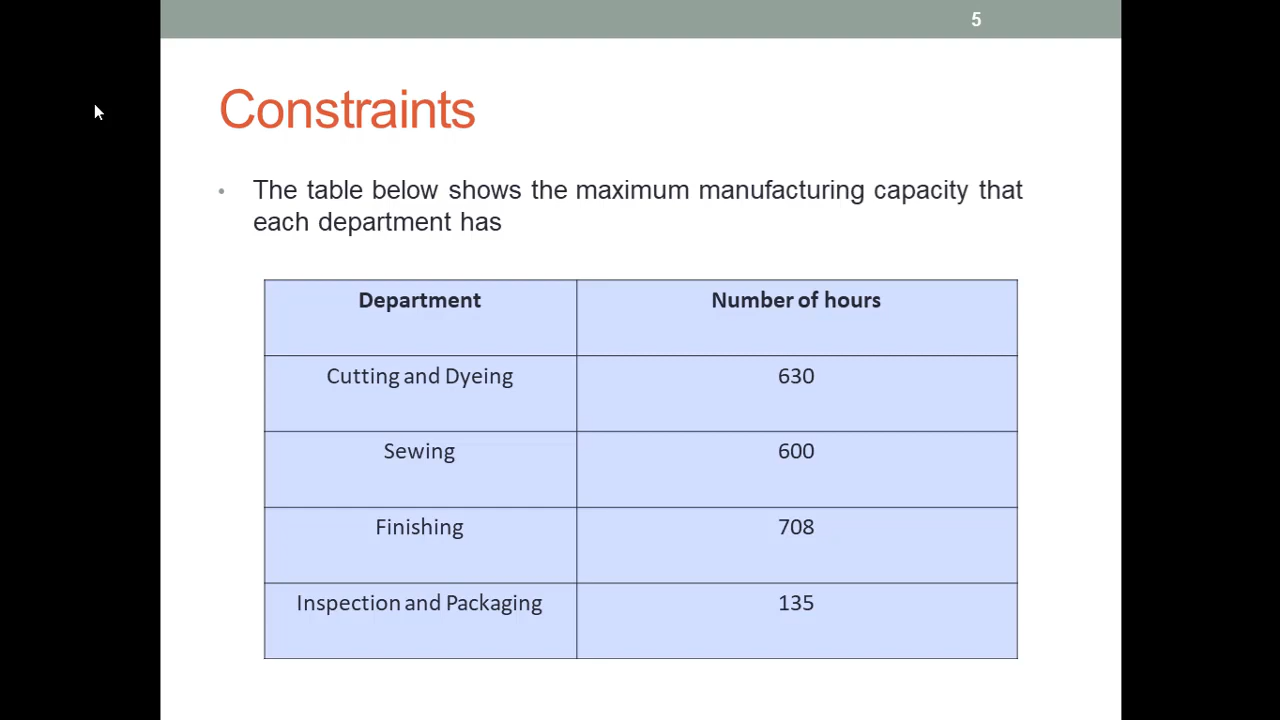 5
Constraints
• The table below shows the maximum manufacturing capacity that
each department has
Department Number of hours
Cutting and Dyeing 630
Sewing 600
Finishing 708
Inspection and Packaging 135